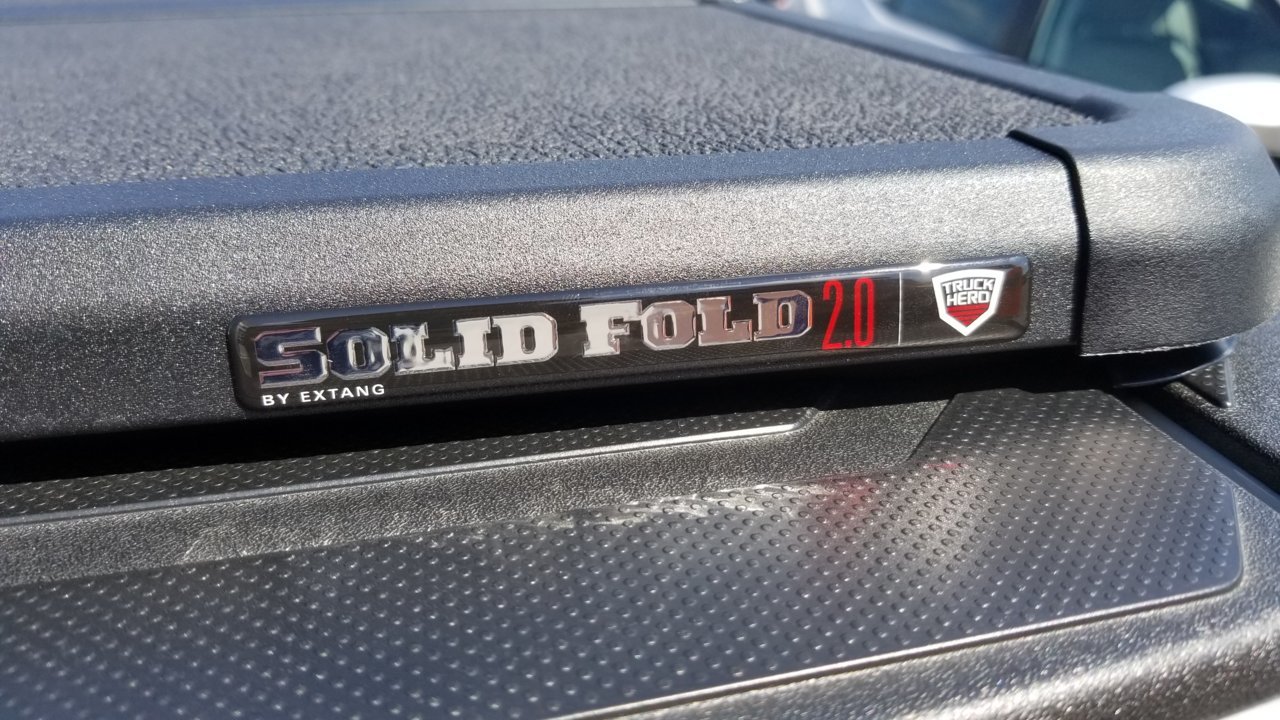 SOLID FOLD 2.0
BY EXTANG
TRUCK
HERO